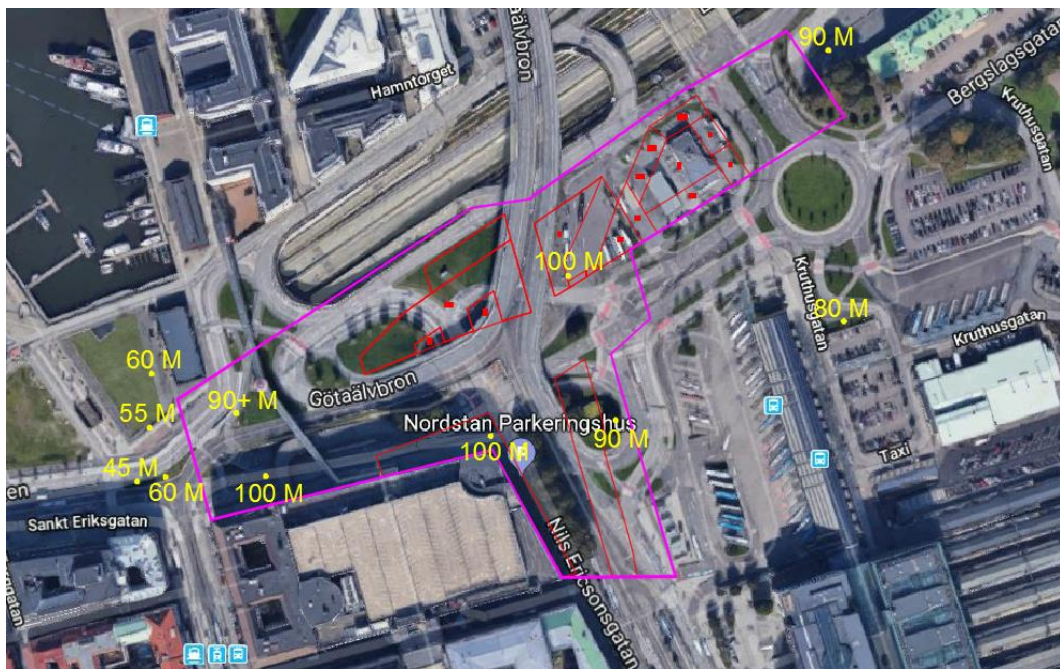 90 M
Bergslagsgatan
Hamntorget
Götaälvbron
Kruthusgatan
100 M
Kruthusgatan
80 M
Kruthusgatan
60 M
Götaälvbron
90+ M
55 M
Nordstan Parkeringshus
90 M
100 M
Taxi
45 M
60 M
100 M
Sankt Eriksgatan
Nils Ericsonsgatan